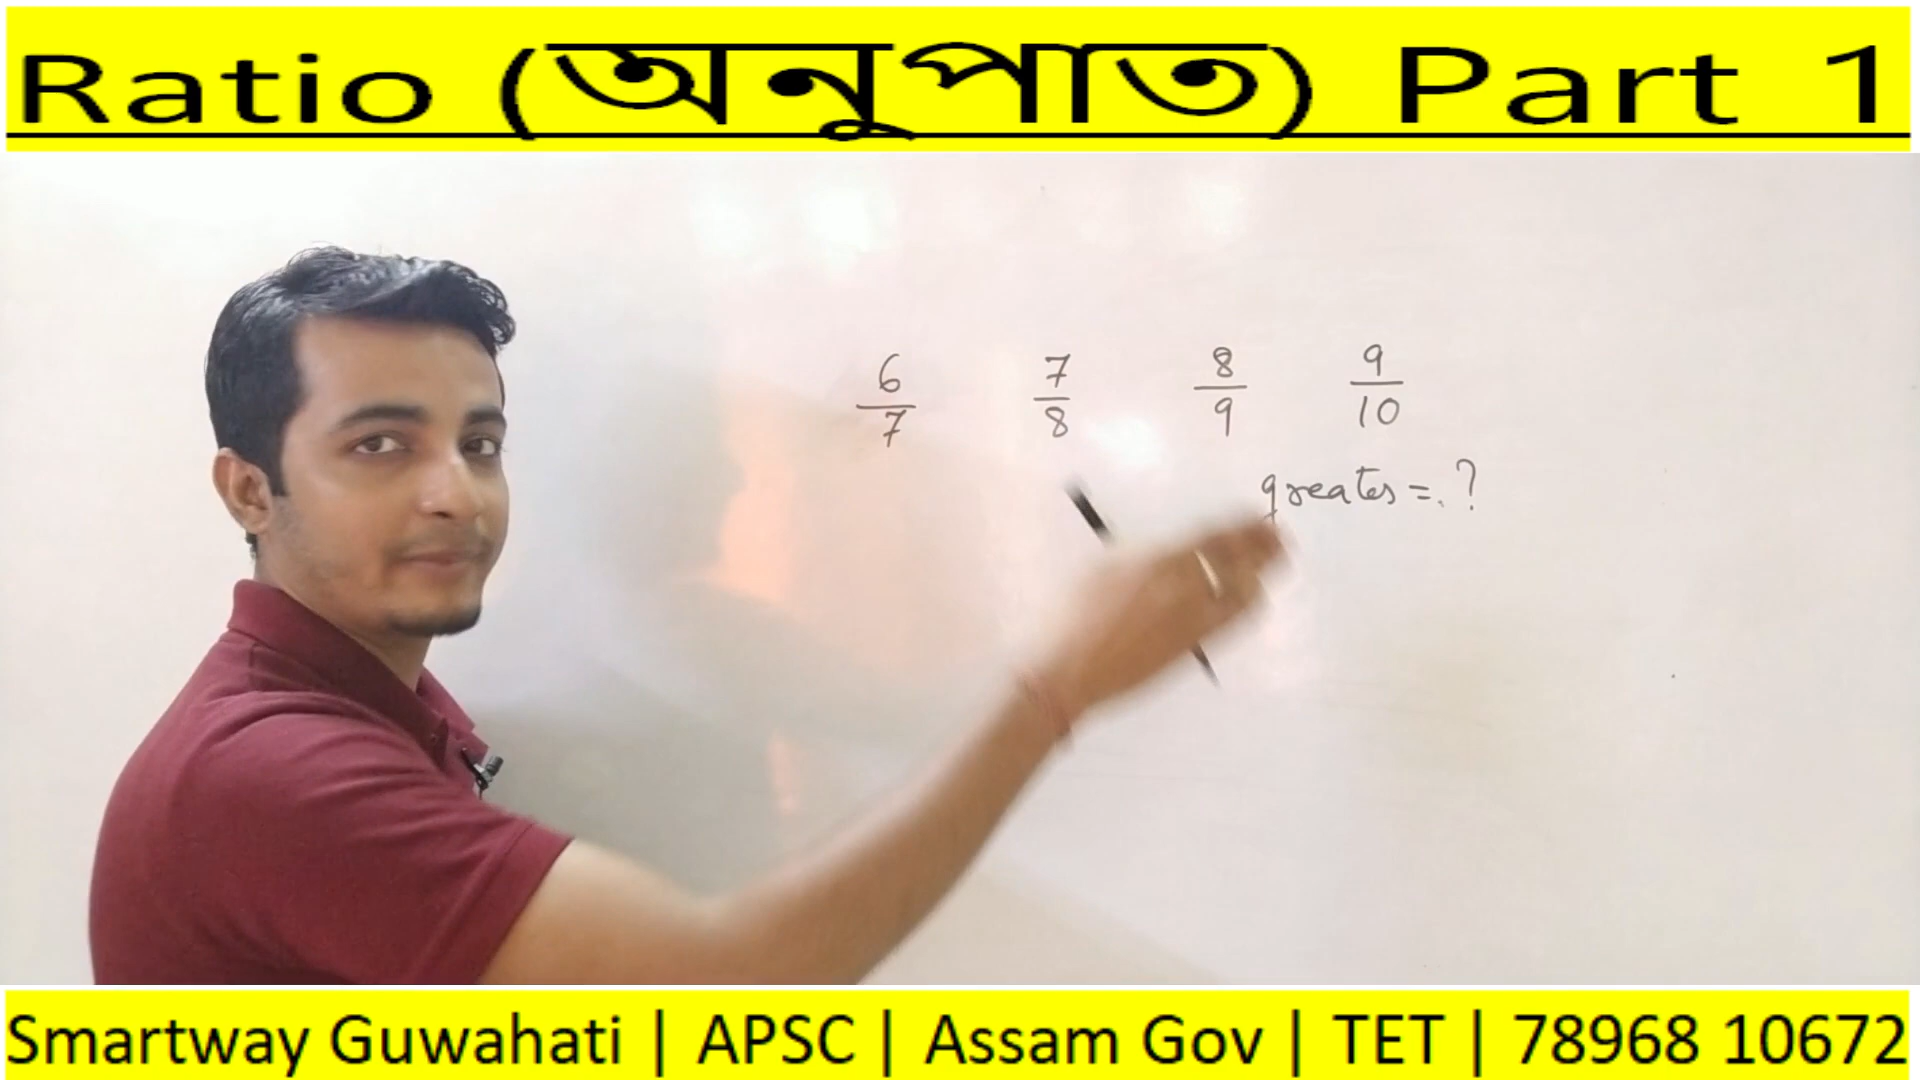 Ratio (অনুপাত) Part 1
6/7 7/8 8/9 9/10
greates = ?
Smartway Guwahati | APSC | Assam Gov | TET | 78968 10672